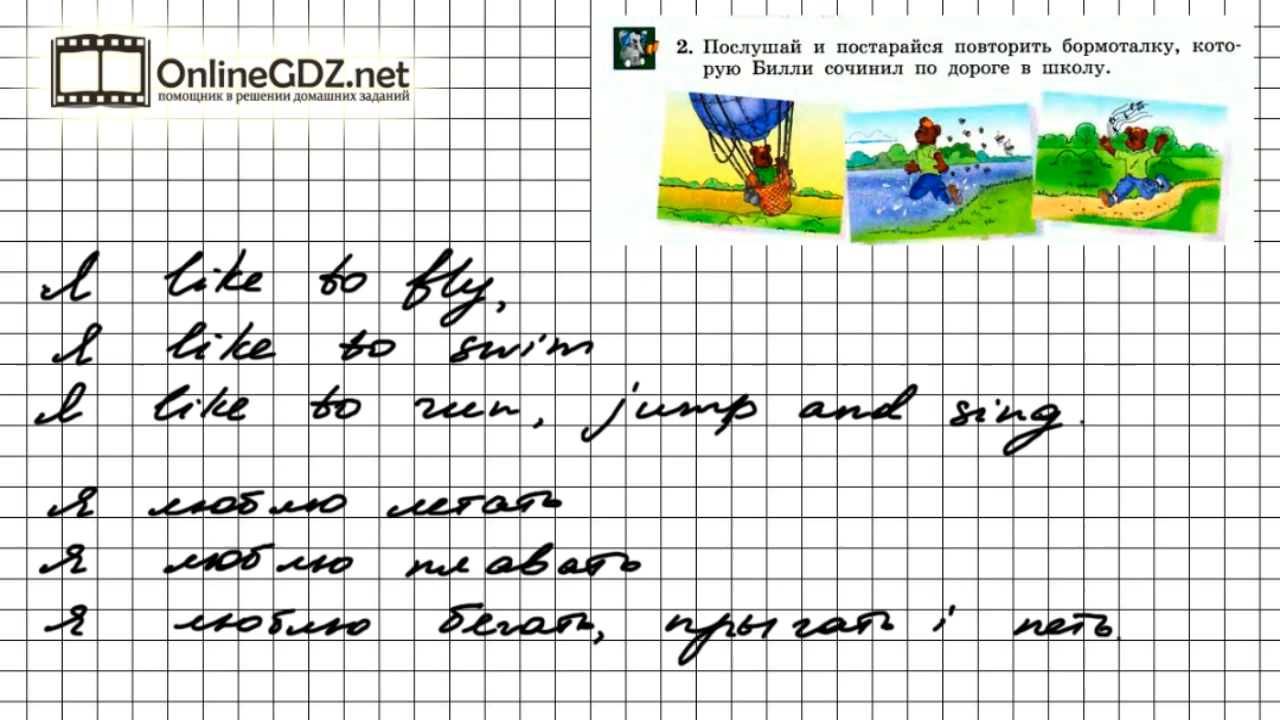 OnlineGDZ.net
помощник в решении домашних заданий
2. Послушай и постарайся повторить бормоталку, кото-
рую Билли сочинил по дороге в школу.
I like to fly,
I like to swim
I like to run, jump and sing.
Я люблю летать
Я люблю плавать
Я люблю бегать, прыгать і петь.